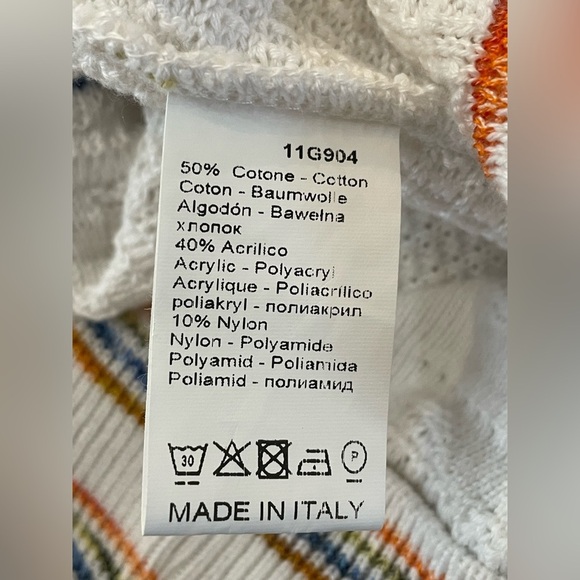 11G904
50% Cotone - Cotton
Coton - Baumwolle
Algodón - Bawełna
хлопок
40% Acrilico
Acrylic - Polyacryl
Acrylique - Poliacrílico
poliakryl - полиакрил
10% Nylon
Nylon - Polyamide
Polyamid - Poliamida
Poliamid - полиамид
30 P
MADE IN ITALY